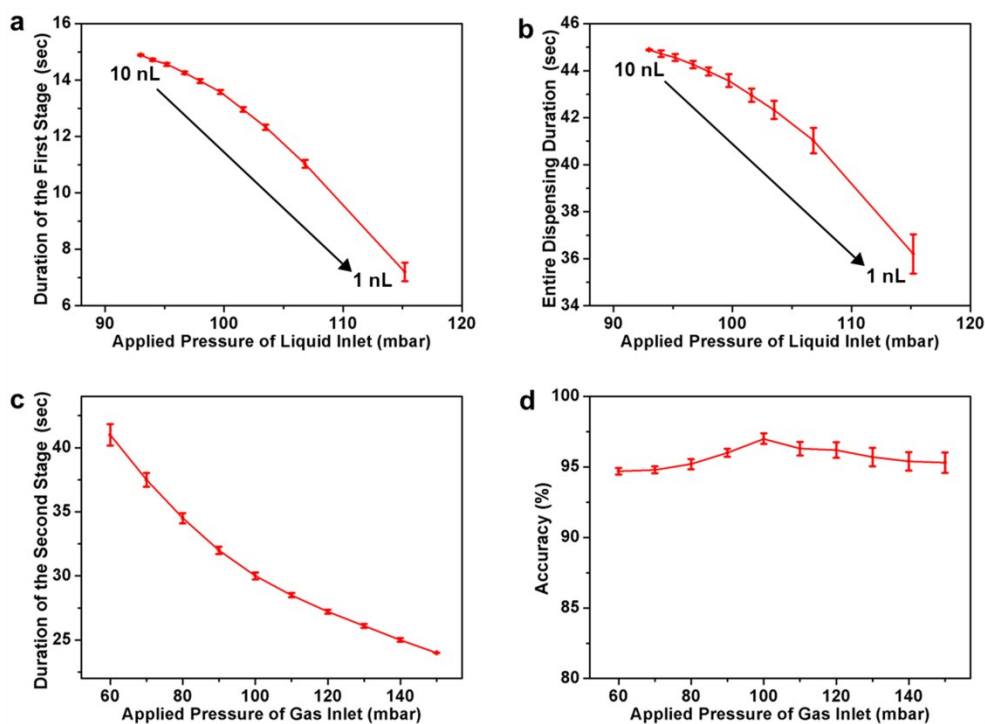 a
Duration of the First Stage (sec)
16
14
12
10
8
6
10 nL
1 nL
90
100
110
120
Applied Pressure of Liquid Inlet (mbar)
b
Entire Dispensing Duration (sec)
46
44
42
40
38
36
34
10 nL
1 nL
90
100
110
120
Applied Pressure of Liquid Inlet (mbar)
c
Duration of the Second Stage (sec)
40
35
30
25
60
80
100
120
140
Applied Pressure of Gas Inlet (mbar)
d
Accuracy (%)
100
95
90
85
80
60
80
100
120
140
Applied Pressure of Gas Inlet (mbar)